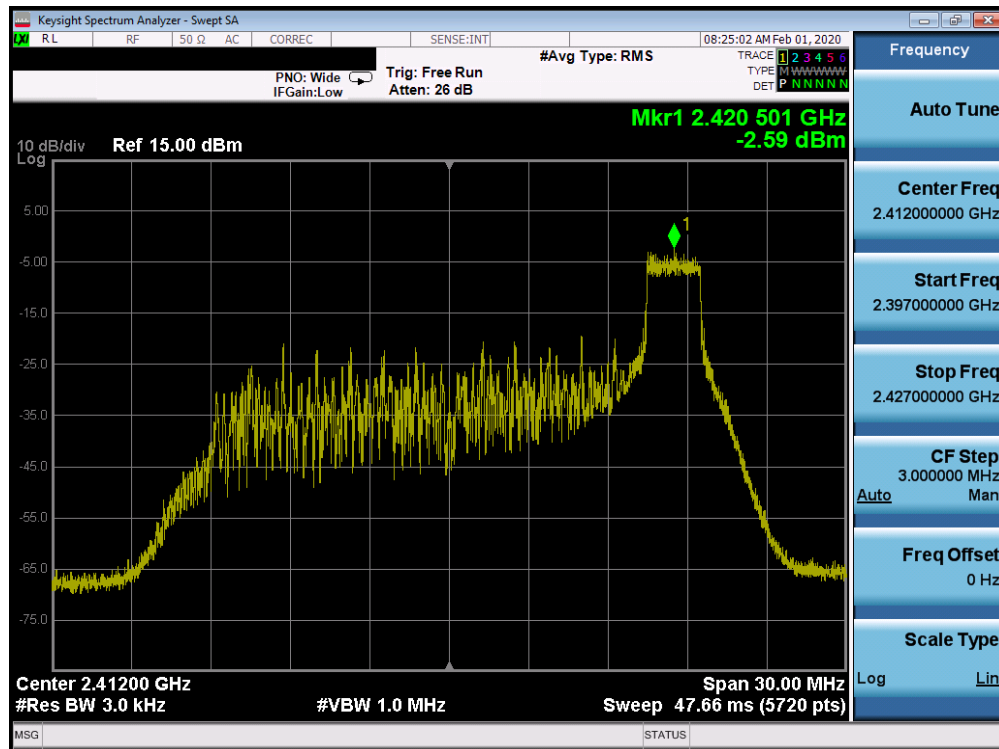 Keysight Spectrum Analyzer - Swept SA
LXI RL RF 50 Ω AC CORREC SENSE:INT 08:25:02 AM Feb 01, 2020
#Avg Type: RMS TRACE 1 2 3 4 5 6
PNO: Wide Trig: Free Run TYPE M WWWWW
IFGain:Low Atten: 26 dB DET P N N N N N
Mkr1 2.420 501 GHz
-2.59 dBm
10 dB/div Ref 15.00 dBm
Log
1
5.00
-5.00
-15.0
-25.0
-35.0
-45.0
-55.0
-65.0
-75.0
Center 2.41200 GHz Span 30.00 MHz
#Res BW 3.0 kHz #VBW 1.0 MHz Sweep 47.66 ms (5720 pts)
MSG STATUS
Frequency
Auto Tune
Center Freq
2.412000000 GHz
Start Freq
2.397000000 GHz
Stop Freq
2.427000000 GHz
CF Step
3.000000 MHz
Auto Man
Freq Offset
0 Hz
Scale Type
Log Lin